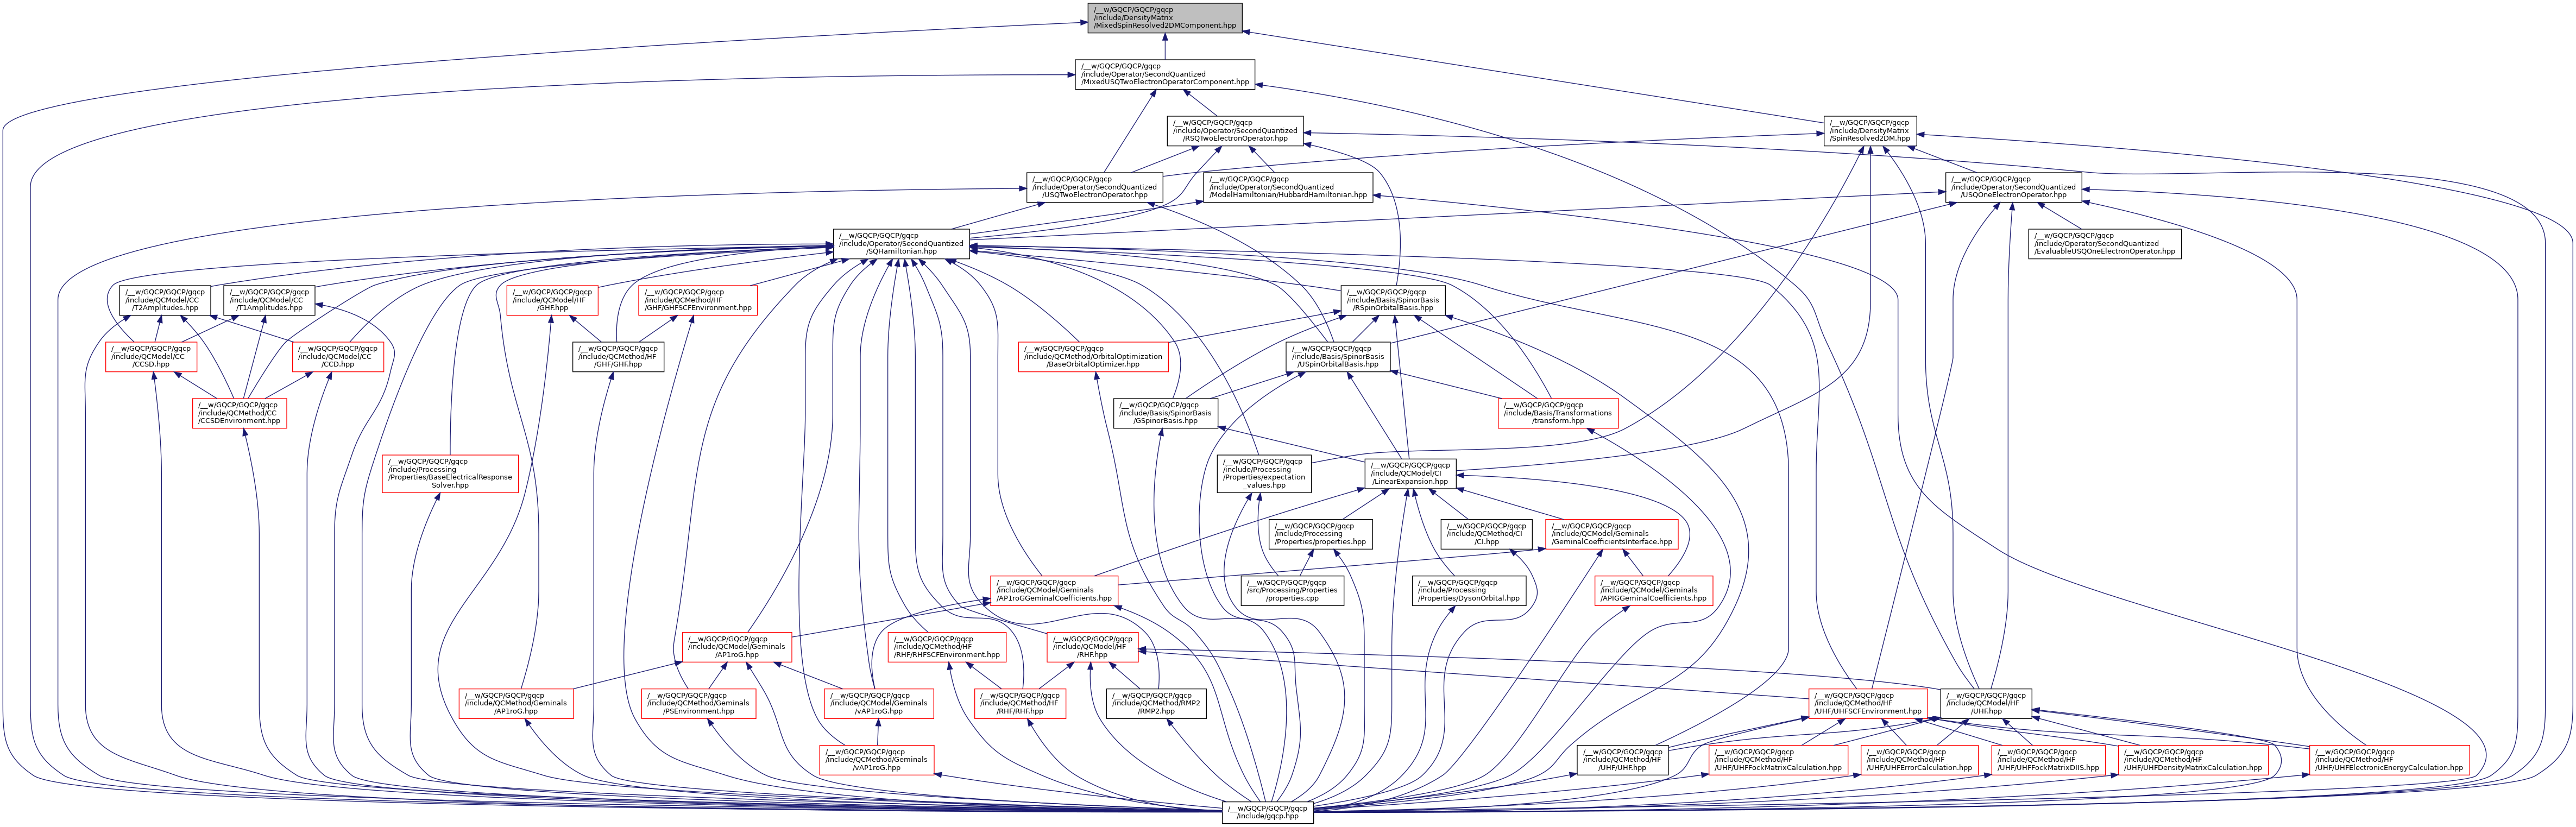 /__w/GQCP/GQCP/gqcp
/include/DensityMatrix
/MixedSpinResolved2DMComponent.hpp
/__w/GQCP/GQCP/gqcp
/include/Operator/SecondQuantized
/MixedUSQTwoElectronOperatorComponent.hpp
/__w/GQCP/GQCP/gqcp
/include/Operator/SecondQuantized
/RSQTwoElectronOperator.hpp
/__w/GQCP/GQCP/gqcp
/include/DensityMatrix
/SpinResolved2DM.hpp
/__w/GQCP/GQCP/gqcp
/include/Operator/SecondQuantized
/USQTwoElectronOperator.hpp
/__w/GQCP/GQCP/gqcp
/include/Operator/SecondQuantized
/ModelHamiltonian/HubbardHamiltonian.hpp
/__w/GQCP/GQCP/gqcp
/include/Operator/SecondQuantized
/USQOneElectronOperator.hpp
/__w/GQCP/GQCP/gqcp
/include/Operator/SecondQuantized
/SQHamiltonian.hpp
/__w/GQCP/GQCP/gqcp
/include/Operator/SecondQuantized
/EvaluableUSQOneElectronOperator.hpp
/__w/GQCP/GQCP/gqcp
/include/QCModel/CC
/T2Amplitudes.hpp
/__w/GQCP/GQCP/gqcp
/include/QCModel/CC
/T1Amplitudes.hpp
/__w/GQCP/GQCP/gqcp
/include/QCModel/HF
/GHF.hpp
/__w/GQCP/GQCP/gqcp
/include/QCMethod/HF
/GHF/GHFSCFEnvironment.hpp
/__w/GQCP/GQCP/gqcp
/include/Basis/SpinorBasis
/RSpinOrbitalBasis.hpp
/__w/GQCP/GQCP/gqcp
/include/QCModel/CC
/CCSD.hpp
/__w/GQCP/GQCP/gqcp
/include/QCModel/CC
/CCD.hpp
/__w/GQCP/GQCP/gqcp
/include/QCMethod/HF
/GHF/GHF.hpp
/__w/GQCP/GQCP/gqcp
/include/QCMethod/OrbitalOptimization
/BaseOrbitalOptimizer.hpp
/__w/GQCP/GQCP/gqcp
/include/Basis/SpinorBasis
/USpinOrbitalBasis.hpp
/__w/GQCP/GQCP/gqcp
/include/QCMethod/CC
/CCSDEnvironment.hpp
/__w/GQCP/GQCP/gqcp
/include/Basis/SpinorBasis
/GSpinorBasis.hpp
/__w/GQCP/GQCP/gqcp
/include/Basis/Transformations
/transform.hpp
/__w/GQCP/GQCP/gqcp
/include/Processing
/Properties/BaseElectricalResponse
Solver.hpp
/__w/GQCP/GQCP/gqcp
/include/Processing
/Properties/expectation
_values.hpp
/__w/GQCP/GQCP/gqcp
/include/QCModel/CI
/LinearExpansion.hpp
/__w/GQCP/GQCP/gqcp
/include/Processing
/Properties/properties.hpp
/__w/GQCP/GQCP/gqcp
/include/QCMethod/CI
/CI.hpp
/__w/GQCP/GQCP/gqcp
/include/QCModel/Geminals
/GeminalCoefficientsInterface.hpp
/__w/GQCP/GQCP/gqcp
/include/QCModel/Geminals
/AP1roGGeminalCoefficients.hpp
/__w/GQCP/GQCP/gqcp
/src/Processing/Properties
/properties.cpp
/__w/GQCP/GQCP/gqcp
/include/Processing
/Properties/DysonOrbital.hpp
/__w/GQCP/GQCP/gqcp
/include/QCModel/Geminals
/APIGGeminalCoefficients.hpp
/__w/GQCP/GQCP/gqcp
/include/QCModel/Geminals
/AP1roG.hpp
/__w/GQCP/GQCP/gqcp
/include/QCMethod/HF
/RHF/RHFSCFEnvironment.hpp
/__w/GQCP/GQCP/gqcp
/include/QCModel/HF
/RHF.hpp
/__w/GQCP/GQCP/gqcp
/include/QCMethod/Geminals
/AP1roG.hpp
/__w/GQCP/GQCP/gqcp
/include/QCMethod/Geminals
/PSEnvironment.hpp
/__w/GQCP/GQCP/gqcp
/include/QCModel/Geminals
/vAP1roG.hpp
/__w/GQCP/GQCP/gqcp
/include/QCMethod/HF
/RHF/RHF.hpp
/__w/GQCP/GQCP/gqcp
/include/QCMethod/RMP2
/RMP2.hpp
/__w/GQCP/GQCP/gqcp
/include/QCMethod/HF
/UHF/UHFSCFEnvironment.hpp
/__w/GQCP/GQCP/gqcp
/include/QCModel/HF
/UHF.hpp
/__w/GQCP/GQCP/gqcp
/include/QCMethod/Geminals
/vAP1roG.hpp
/__w/GQCP/GQCP/gqcp
/include/QCMethod/HF
/UHF/UHF.hpp
/__w/GQCP/GQCP/gqcp
/include/QCMethod/HF
/UHF/UHFFockMatrixCalculation.hpp
/__w/GQCP/GQCP/gqcp
/include/QCMethod/HF
/UHF/UHFErrorCalculation.hpp
/__w/GQCP/GQCP/gqcp
/include/QCMethod/HF
/UHF/UHFFockMatrixDIIS.hpp
/__w/GQCP/GQCP/gqcp
/include/QCMethod/HF
/UHF/UHFDensityMatrixCalculation.hpp
/__w/GQCP/GQCP/gqcp
/include/QCMethod/HF
/UHF/UHFElectronicEnergyCalculation.hpp
/__w/GQCP/GQCP/gqcp
/include/gqcp.hpp